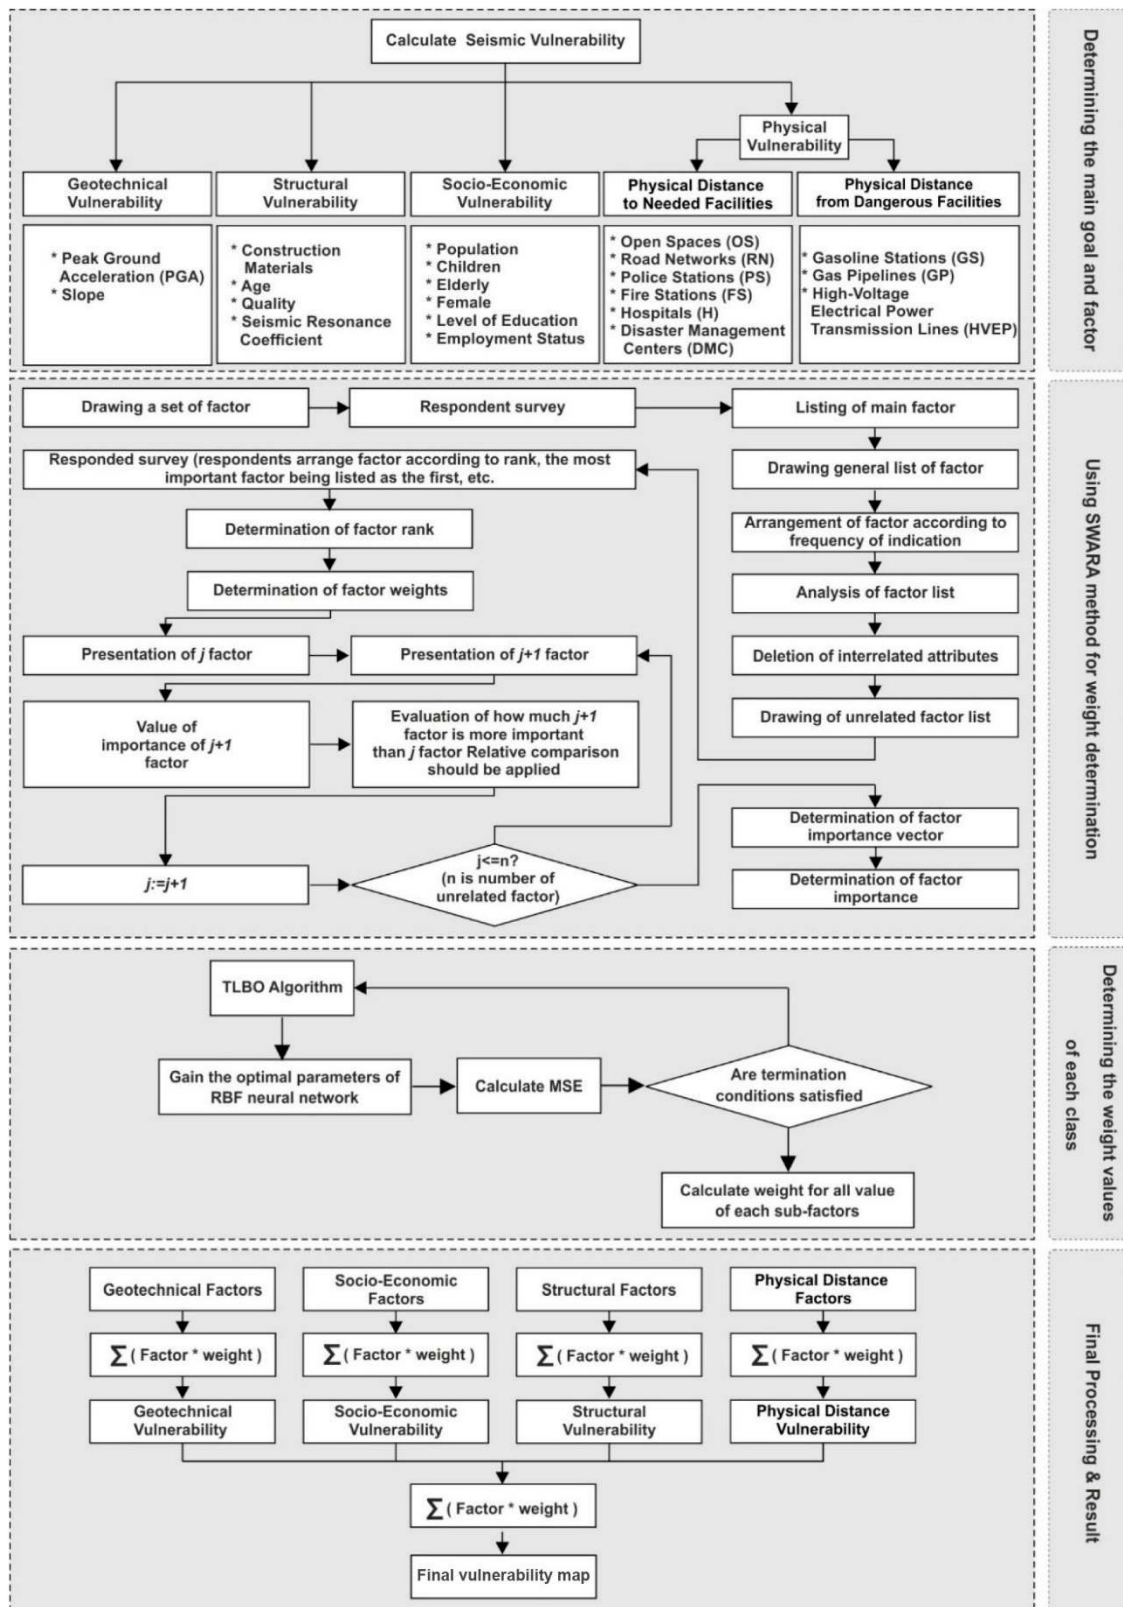 Calculate Seismic Vulnerability
Physical
Vulnerability
Geotechnical
Vulnerability
Structural
Vulnerability
Socio-Economic
Vulnerability
Physical Distance
to Needed Facilities
Physical Distance
from Dangerous Facilities
* Peak Ground
Acceleration (PGA)
* Slope
* Construction
Materials
* Age
* Quality
* Seismic Resonance
Coefficient
* Population
* Children
* Elderly
* Female
* Level of Education
* Employment Status
* Open Spaces (OS)
* Road Networks (RN)
* Police Stations (PS)
* Fire Stations (FS)
* Hospitals (H)
* Disaster Management
Centers (DMC)
* Gasoline Stations (GS)
* Gas Pipelines (GP)
* High-Voltage
Electrical Power
Transmission Lines (HVEP)
Determining the main goal and factor
Drawing a set of factor
Respondent survey
Listing of main factor
Responded survey (respondents arrange factor according to rank, the most
important factor being listed as the first, etc.
Drawing general list of factor
Determination of factor rank
Arrangement of factor according to
frequency of indication
Determination of factor weights
Analysis of factor list
Presentation of j factor
Presentation of j+1 factor
Deletion of interrelated attributes
Value of
importance of j+1
factor
Evaluation of how much j+1
factor is more important
than j factor Relative comparison
should be applied
Drawing of unrelated factor list
Determination of factor
importance vector
j:=j+1
j<=n?
(n is number of
unrelated factor)
Determination of factor
importance
Using SWARA method for weight determination
TLBO Algorithm
Gain the optimal parameters of
RBF neural network
Calculate MSE
Are termination
conditions satisfied
Calculate weight for all value
of each sub-factors
Determining the weight values
of each class
Geotechnical Factors
Socio-Economic
Factors
Structural Factors
Physical Distance
Factors
∑( Factor * weight )
∑( Factor * weight )
∑( Factor * weight )
∑( Factor * weight )
Geotechnical
Vulnerability
Socio-Economic
Vulnerability
Structural
Vulnerability
Physical Distance
Vulnerability
∑( Factor * weight )
Final vulnerability map
Final Processing & Result